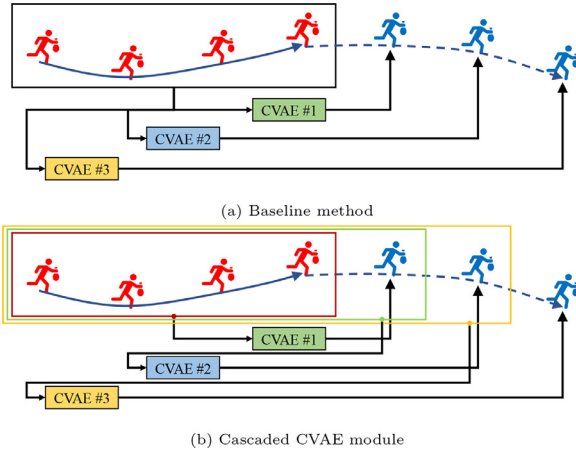 CVAE #1
CVAE #2
CVAE #3
(a) Baseline method
CVAE #1
CVAE #2
CVAE #3
(b) Cascaded CVAE module